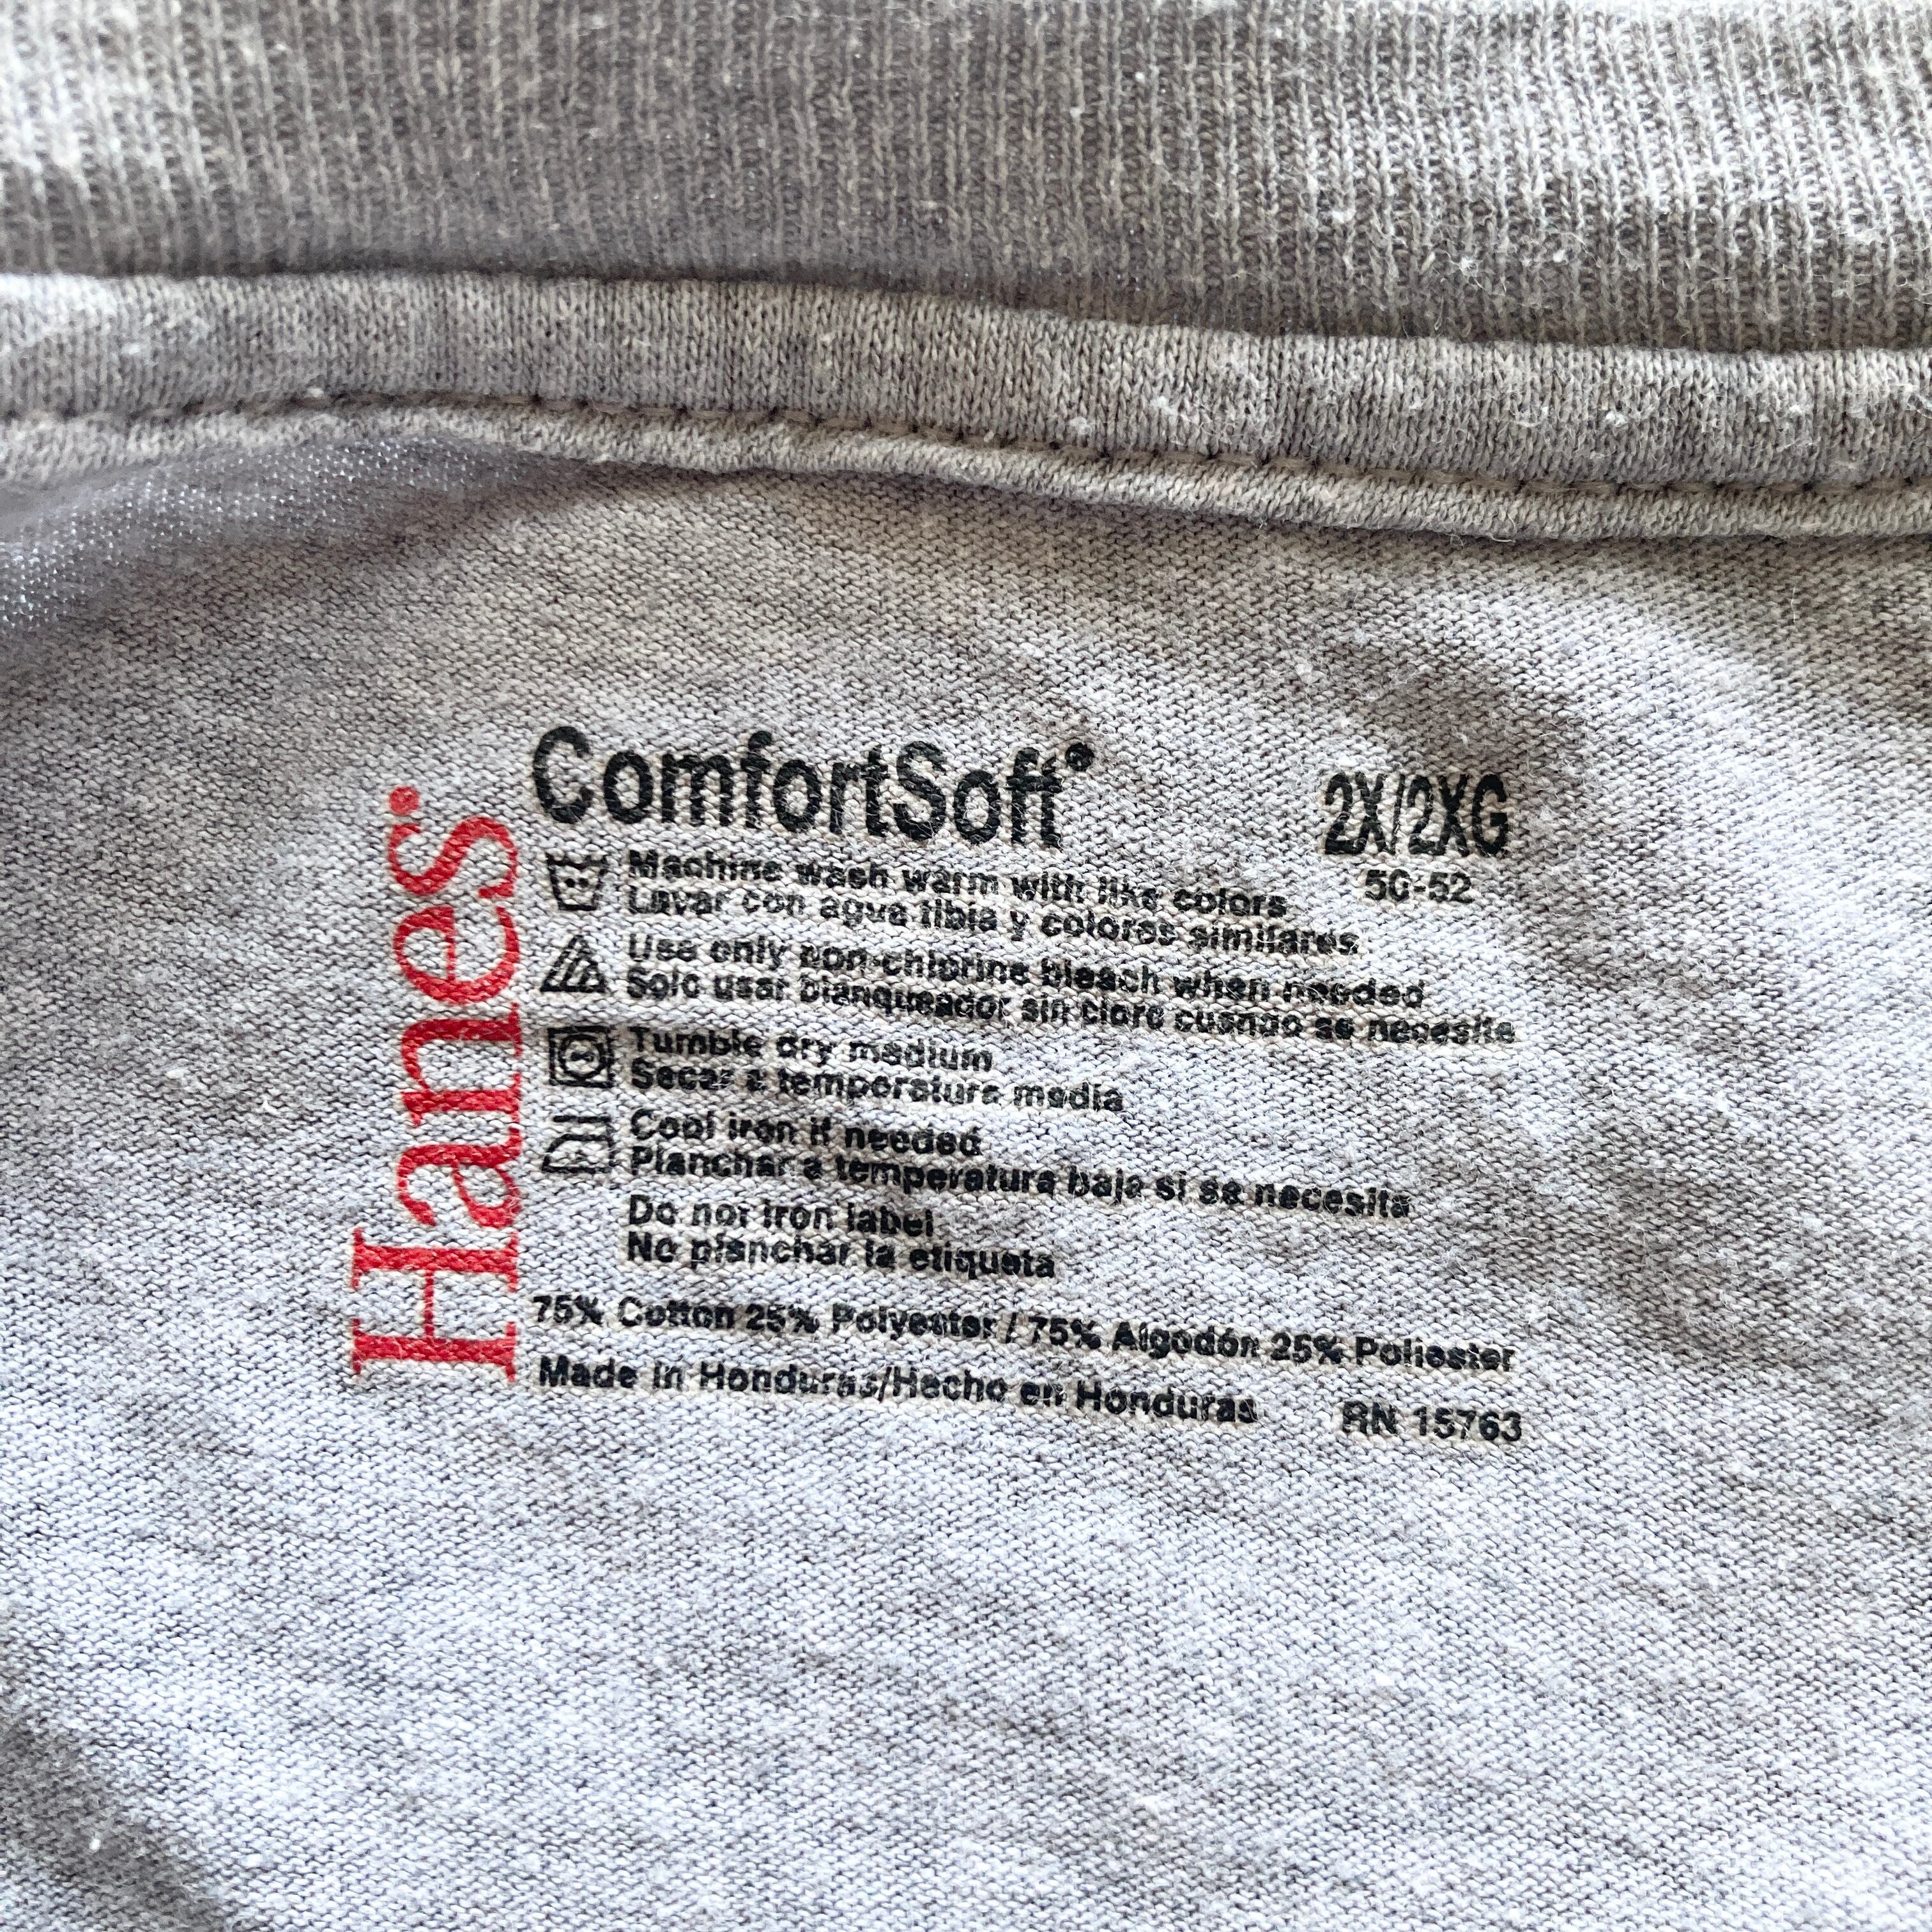 Hanes®
ComfortSoft®
2X/2XG
50-52
Machine wash warm with like colors
Lavar con agua tibia y colores similares
Use only non-chlorine bleach when needed
Solo usar blanqueador sin cloro cuando se necesite
Tumble dry medium
Secar a temperatura media
Cool iron if needed
Planchar a temperatura baja si se necesita
Do not iron label
No planchar la etiqueta
75% Cotton 25% Polyester / 75% Algodón 25% Poliester
Made in Honduras/Hecho en Honduras RN 15763